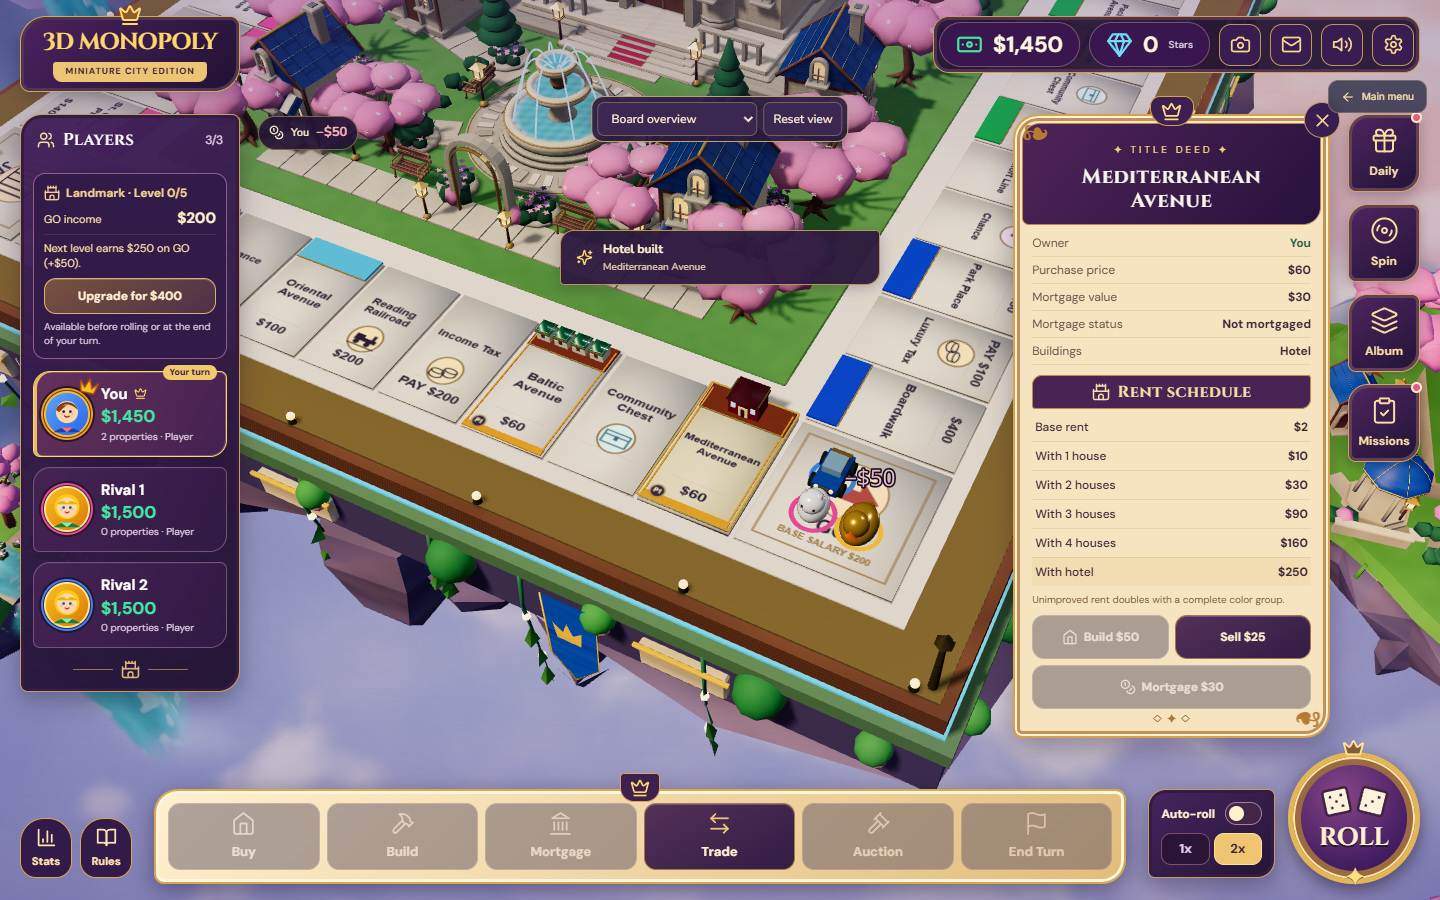 3D MONOPOLY
MINIATURE CITY EDITION
$1,450
0 Stars
Main menu
PLAYERS 3/3
Landmark · Level 0/5
GO income $200
Next level earns $250 on GO
(+$50).
Upgrade for $400
Available before rolling or at the end
of your turn.
Your turn
You
$1,450
2 properties · Player
Rival 1
$1,500
0 properties · Player
Rival 2
$1,500
0 properties · Player
You −$50
Board overview
Reset view
Hotel built
Mediterranean Avenue
Oriental
Avenue
$100
Reading
Railroad
$200
Income Tax
PAY $200
Baltic
Avenue
$60
Community
Chest
Mediterranean
Avenue
$60
−$50
BASE SALARY $200
Boardwalk
$400
Luxury Tax
PAY $100
Park Place
Chance
Community
Chest
TITLE DEED
MEDITERRANEAN
AVENUE
Owner You
Purchase price $60
Mortgage value $30
Mortgage status Not mortgaged
Buildings Hotel
RENT SCHEDULE
Base rent $2
With 1 house $10
With 2 houses $30
With 3 houses $90
With 4 houses $160
With hotel $250
Unimproved rent doubles with a complete color group.
Build $50
Sell $25
Mortgage $30
Daily
Spin
Album
Missions
Stats
Rules
Buy
Build
Mortgage
Trade
Auction
End Turn
Auto-roll
1x
2x
ROLL